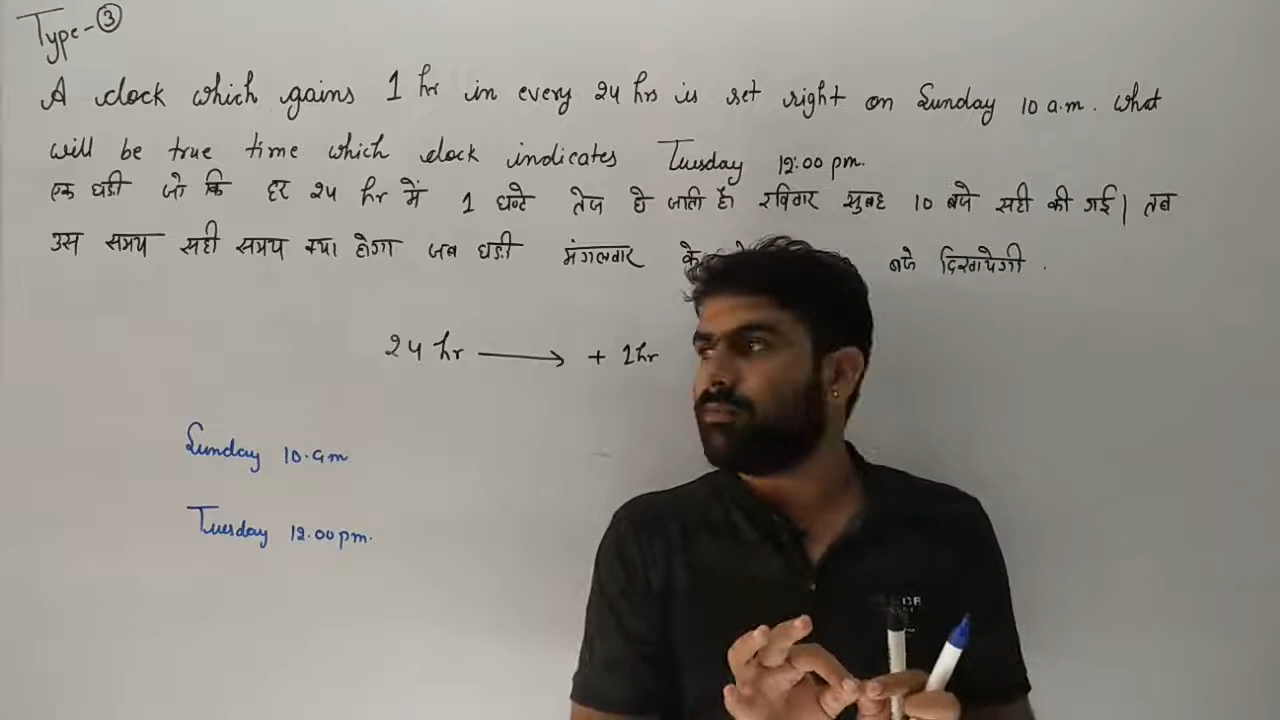 Type-③
A clock which gains 1 hr in every 24 hrs is set right on Sunday 10 a.m. What
will be true time which clock indicates Tuesday 12:00 pm.
एक घडी जो कि हर 24 hr में 1 घन्टे तेज हो जाती है। रविवार सुबह 10 बजे सही की गई। तब
उस समय सही समय क्या होगा जब घडी मंगलवार के बजे दिखायेगी .
24 hr ⟶ + 1hr
Sunday 10.am
Tuesday 12.00pm.